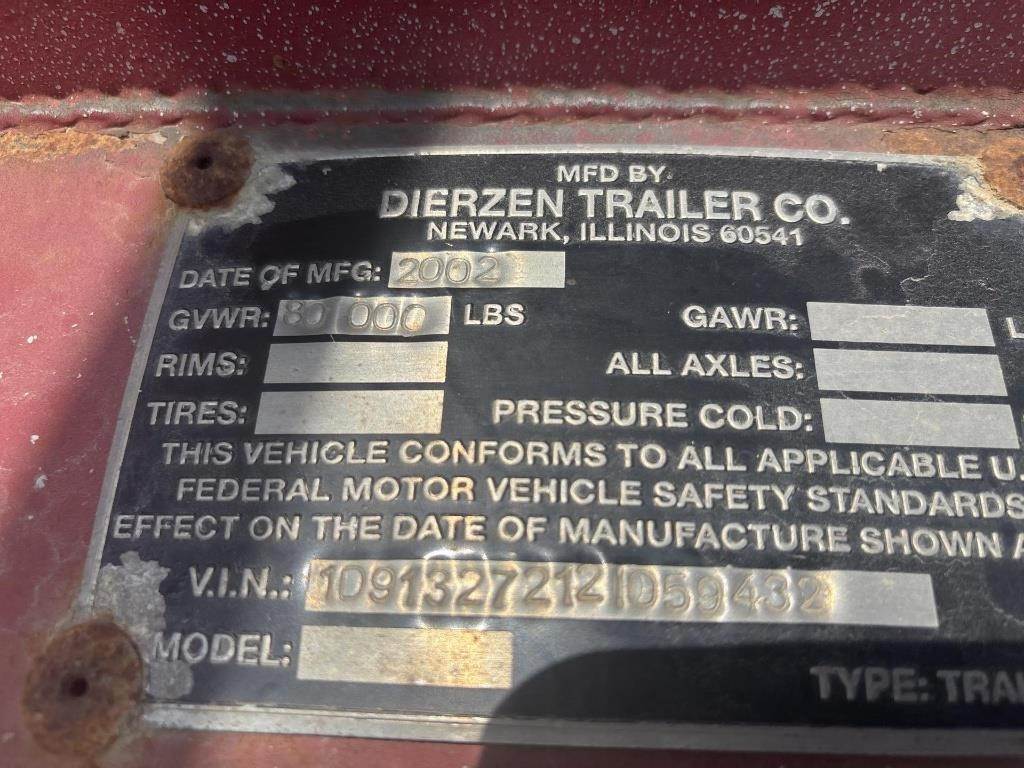 MFD BY
DIERZEN TRAILER CO.
NEWARK, ILLINOIS 60541
DATE OF MFG: 2002
GVWR: 80 000 LBS GAWR: L
RIMS: ALL AXLES:
TIRES: PRESSURE COLD:
THIS VEHICLE CONFORMS TO ALL APPLICABLE U.
FEDERAL MOTOR VEHICLE SAFETY STANDARDS
EFFECT ON THE DATE OF MANUFACTURE SHOWN A
V.I.N.: 1D913272121D59432
MODEL: TYPE: TRAI